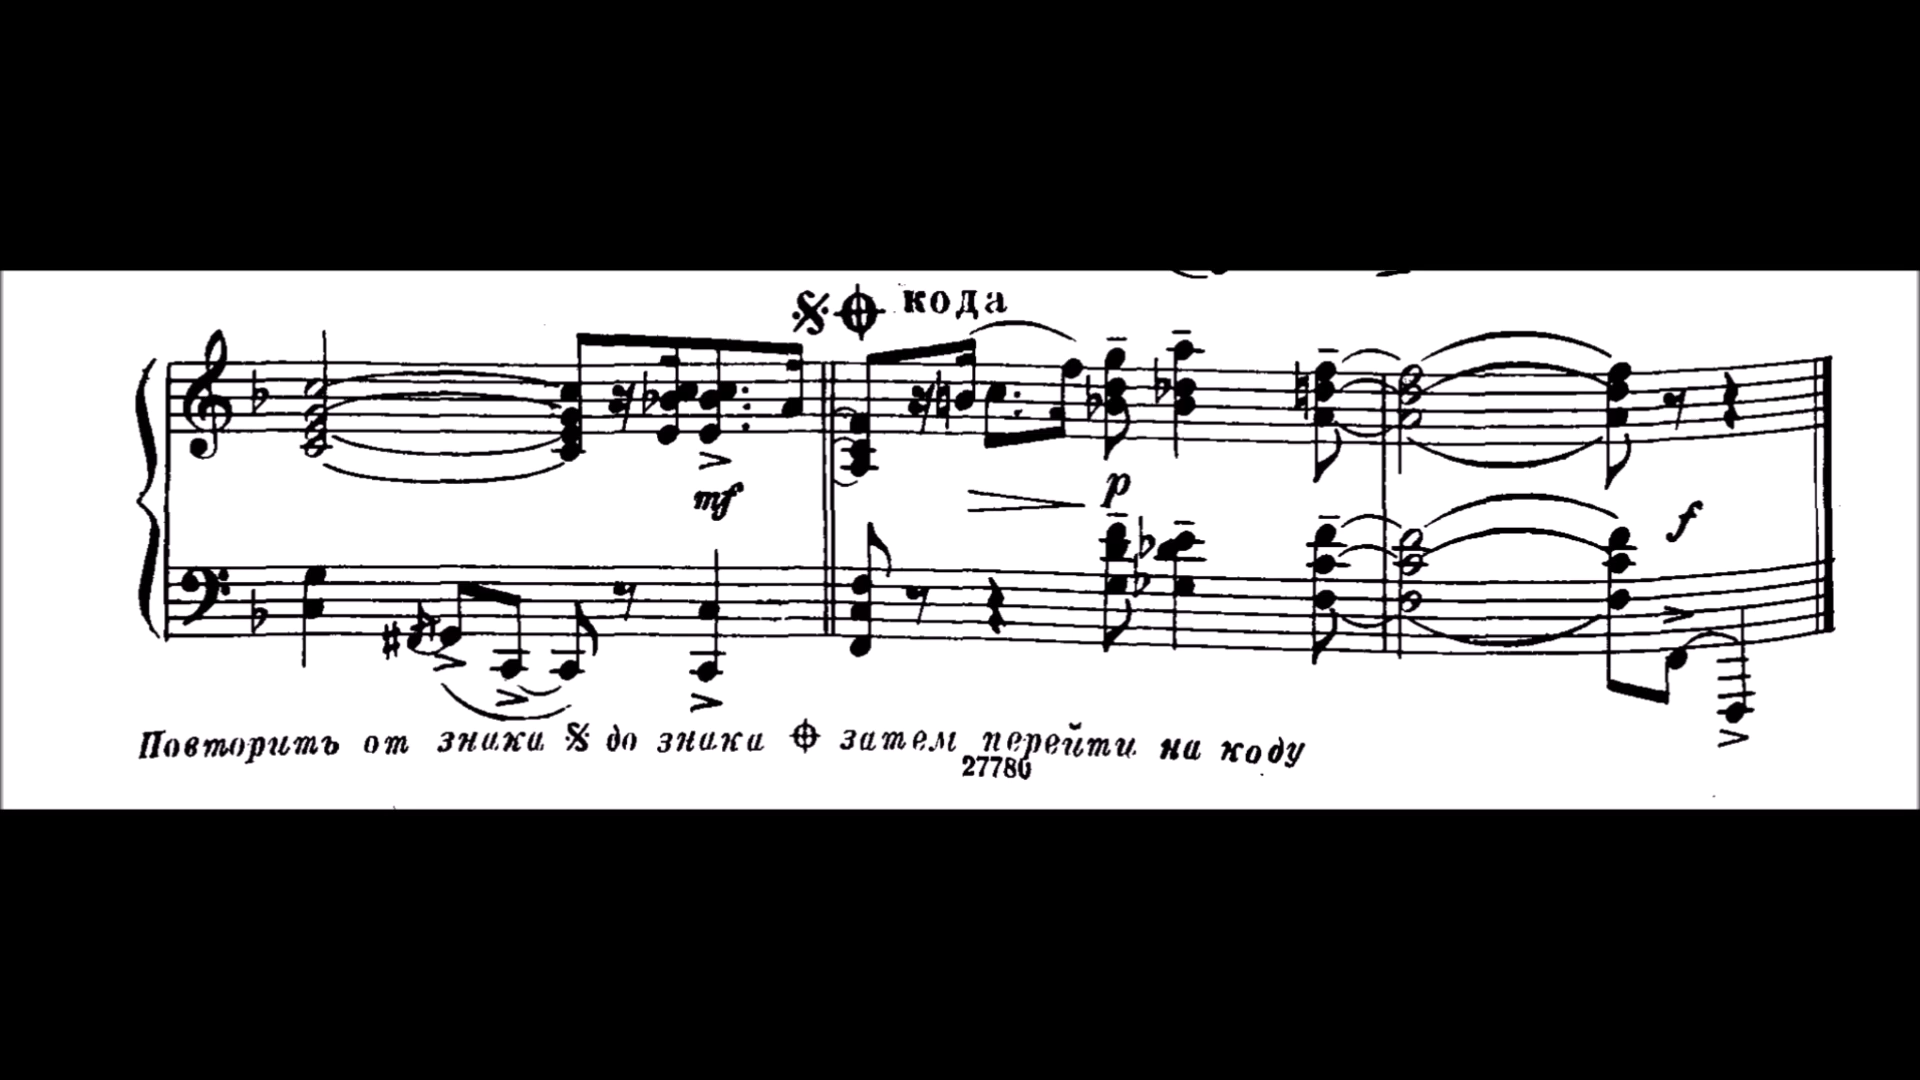 кода
mf
p
f
Повторить от знака 𝄋 до знака 𝄌 затем перейти на коду
27780